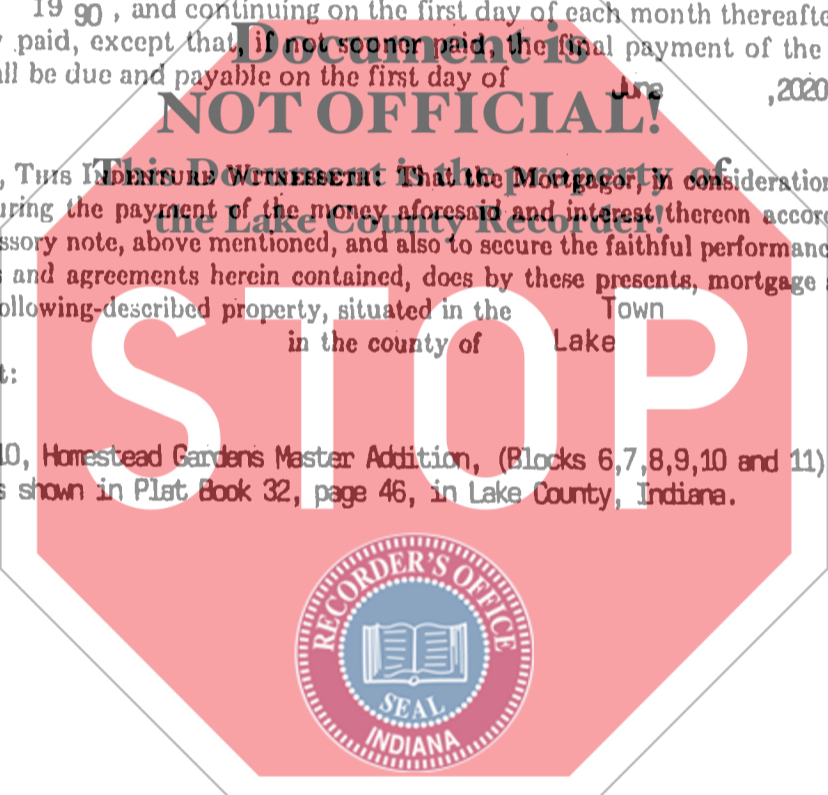 19 90 , and continuing on the first day of each month thereafte
paid, except that, if not sooner paid, the final payment of the
ll be due and payable on the first day of June , 2020
Document is
NOT OFFICIAL!
This Document is the property of
the Lake County Recorder!
, THIS INDENTURE WITNESSETH: That the Mortgagor, in consideration
uring the payment of the money aforesaid and interest thereon accor
ssory note, above mentioned, and also to secure the faithful performanc
s and agreements herein contained, does by these presents, mortgage
ollowing-described property, situated in the Town
in the county of Lake
t:
STOP
10, Homestead Gardens Master Addition, (Blocks 6,7,8,9,10 and 11)
s shown in Plat Book 32, page 46, in Lake County, Indiana.
RECORDER'S OFFICE
SEAL
INDIANA